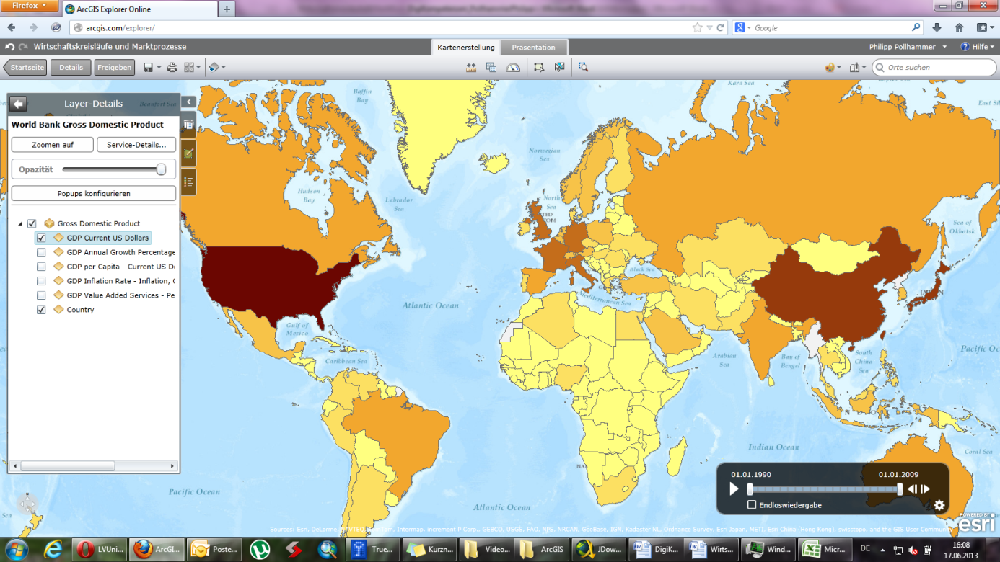 Firefox
ArcGIS Explorer Online
arcgis.com/explorer/
Google
Wirtschaftskreisläufe und Marktprozesse
Kartenerstellung
Präsentation
Philipp Pollhammer
Hilfe
Startseite
Details
Freigeben
Orte suchen
Layer-Details
World Bank Gross Domestic Product
Zoomen auf
Service-Details...
Opazität
Popups konfigurieren
Gross Domestic Product
GDP Current US Dollars
GDP Annual Growth Percentage
GDP per Capita - Current US D
GDP Inflation Rate - Inflation, C
GDP Value Added Services - Pe
Country
Baffin Bay
Kara Sea
Beaufort Sea
Norwegian Sea
Hudson Bay
Labrador Sea
North Sea
Sea of Okhotsk
Black Sea
Mediterranean Sea
Atlantic Ocean
Gulf of Mexico
Caribbean Sea
Arabian Sea
Bay of Bengel
South China Sea
Pacific Oc
Indian Ocean
Coral Sea
Pacific Ocean
Atlantic Ocean
Sea
01.01.1990
01.01.2009
Endloswiedergabe
POWERED BY
esri
Sources: Esri, DeLorme, NAVTEQ, TomTom, Intermap, increment P Corp., GEBCO, USGS, FAO, NPS, NRCAN, GeoBase, IGN, Kadaster NL, Ordnance Survey, Esri Japan, METI, Esri China (Hong Kong), swisstopo, and the GIS User Commun
LVUni...
ArcGI...
Poste...
True...
Kurzn...
Video...
ArcGIS
JDow...
DigiK...
Wirts...
Wind...
Micr...
DE
16:08
17.06.2013